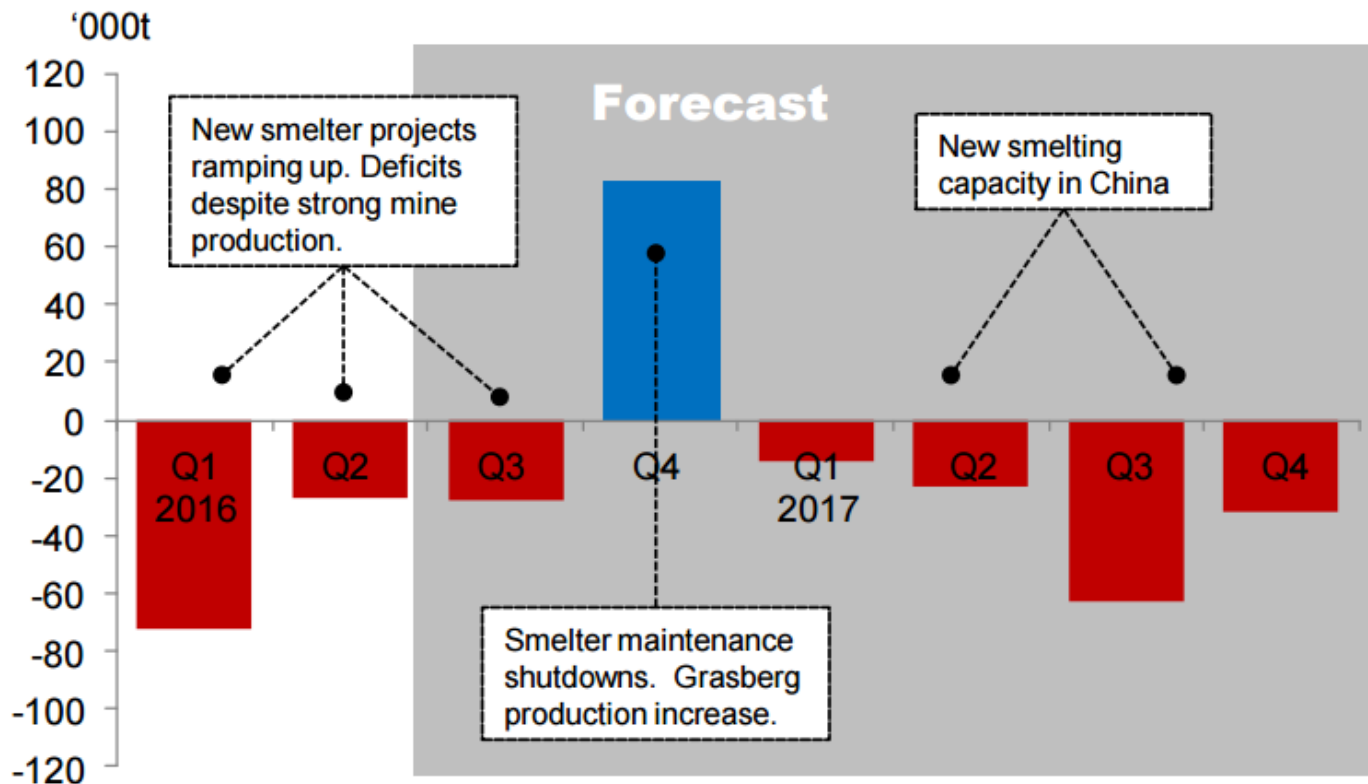 ‘000t
120
100
80
60
40
20
0
-20
-40
-60
-80
-100
-120
Forecast
New smelter projects
ramping up. Deficits
despite strong mine
production.
New smelting
capacity in China
Q1
2016
Q2
Q3
Q4
Q1
2017
Q2
Q3
Q4
Smelter maintenance
shutdowns.  Grasberg
production increase.